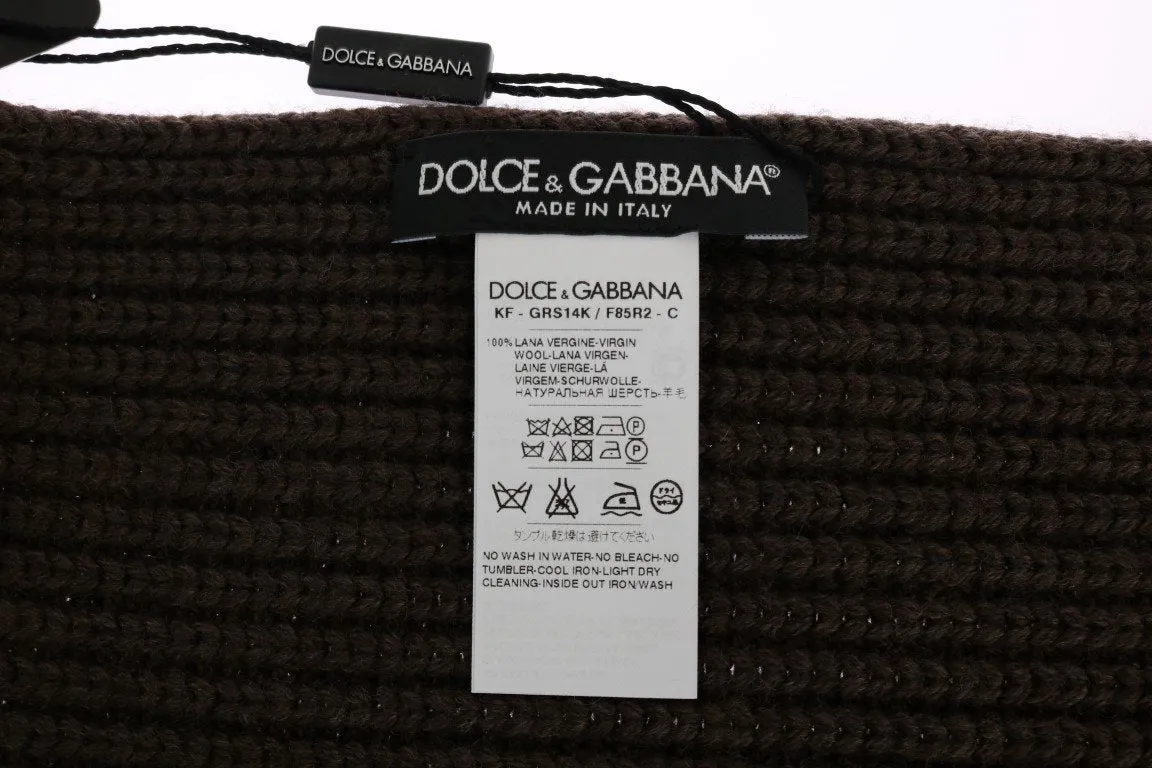 DOLCE & GABBANA
DOLCE & GABBANA®
MADE IN ITALY
DOLCE & GABBANA
KF - GRS14K / F85R2 - C
100% LANA VERGINE-VIRGIN
WOOL-LANA VIRGEN-
LAINE VIERGE-LÃ
VIRGEM-SCHURWOLLE-
НАТУРАЛЬНАЯ ШЕРСТЬ-羊毛
P
P
ドライ
タンブル乾燥は避けてください
NO WASH IN WATER-NO BLEACH-NO
TUMBLER-COOL IRON-LIGHT DRY
CLEANING-INSIDE OUT IRON/WASH